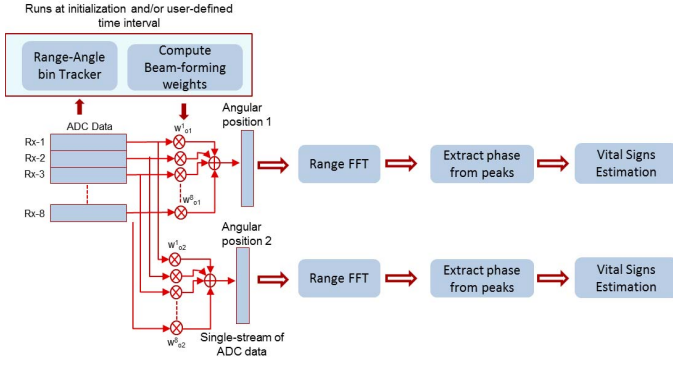 Runs at initialization and/or user-defined
time interval
Range-Angle
bin Tracker
Compute
Beam-forming
weights
ADC Data
Rx-1
Rx-2
Rx-3
Rx-8
w¹o1
w⁸o1
Angular
position 1
Range FFT
Extract phase
from peaks
Vital Signs
Estimation
Angular
position 2
w¹o2
w⁸o2
Range FFT
Extract phase
from peaks
Vital Signs
Estimation
Single-stream of
ADC data